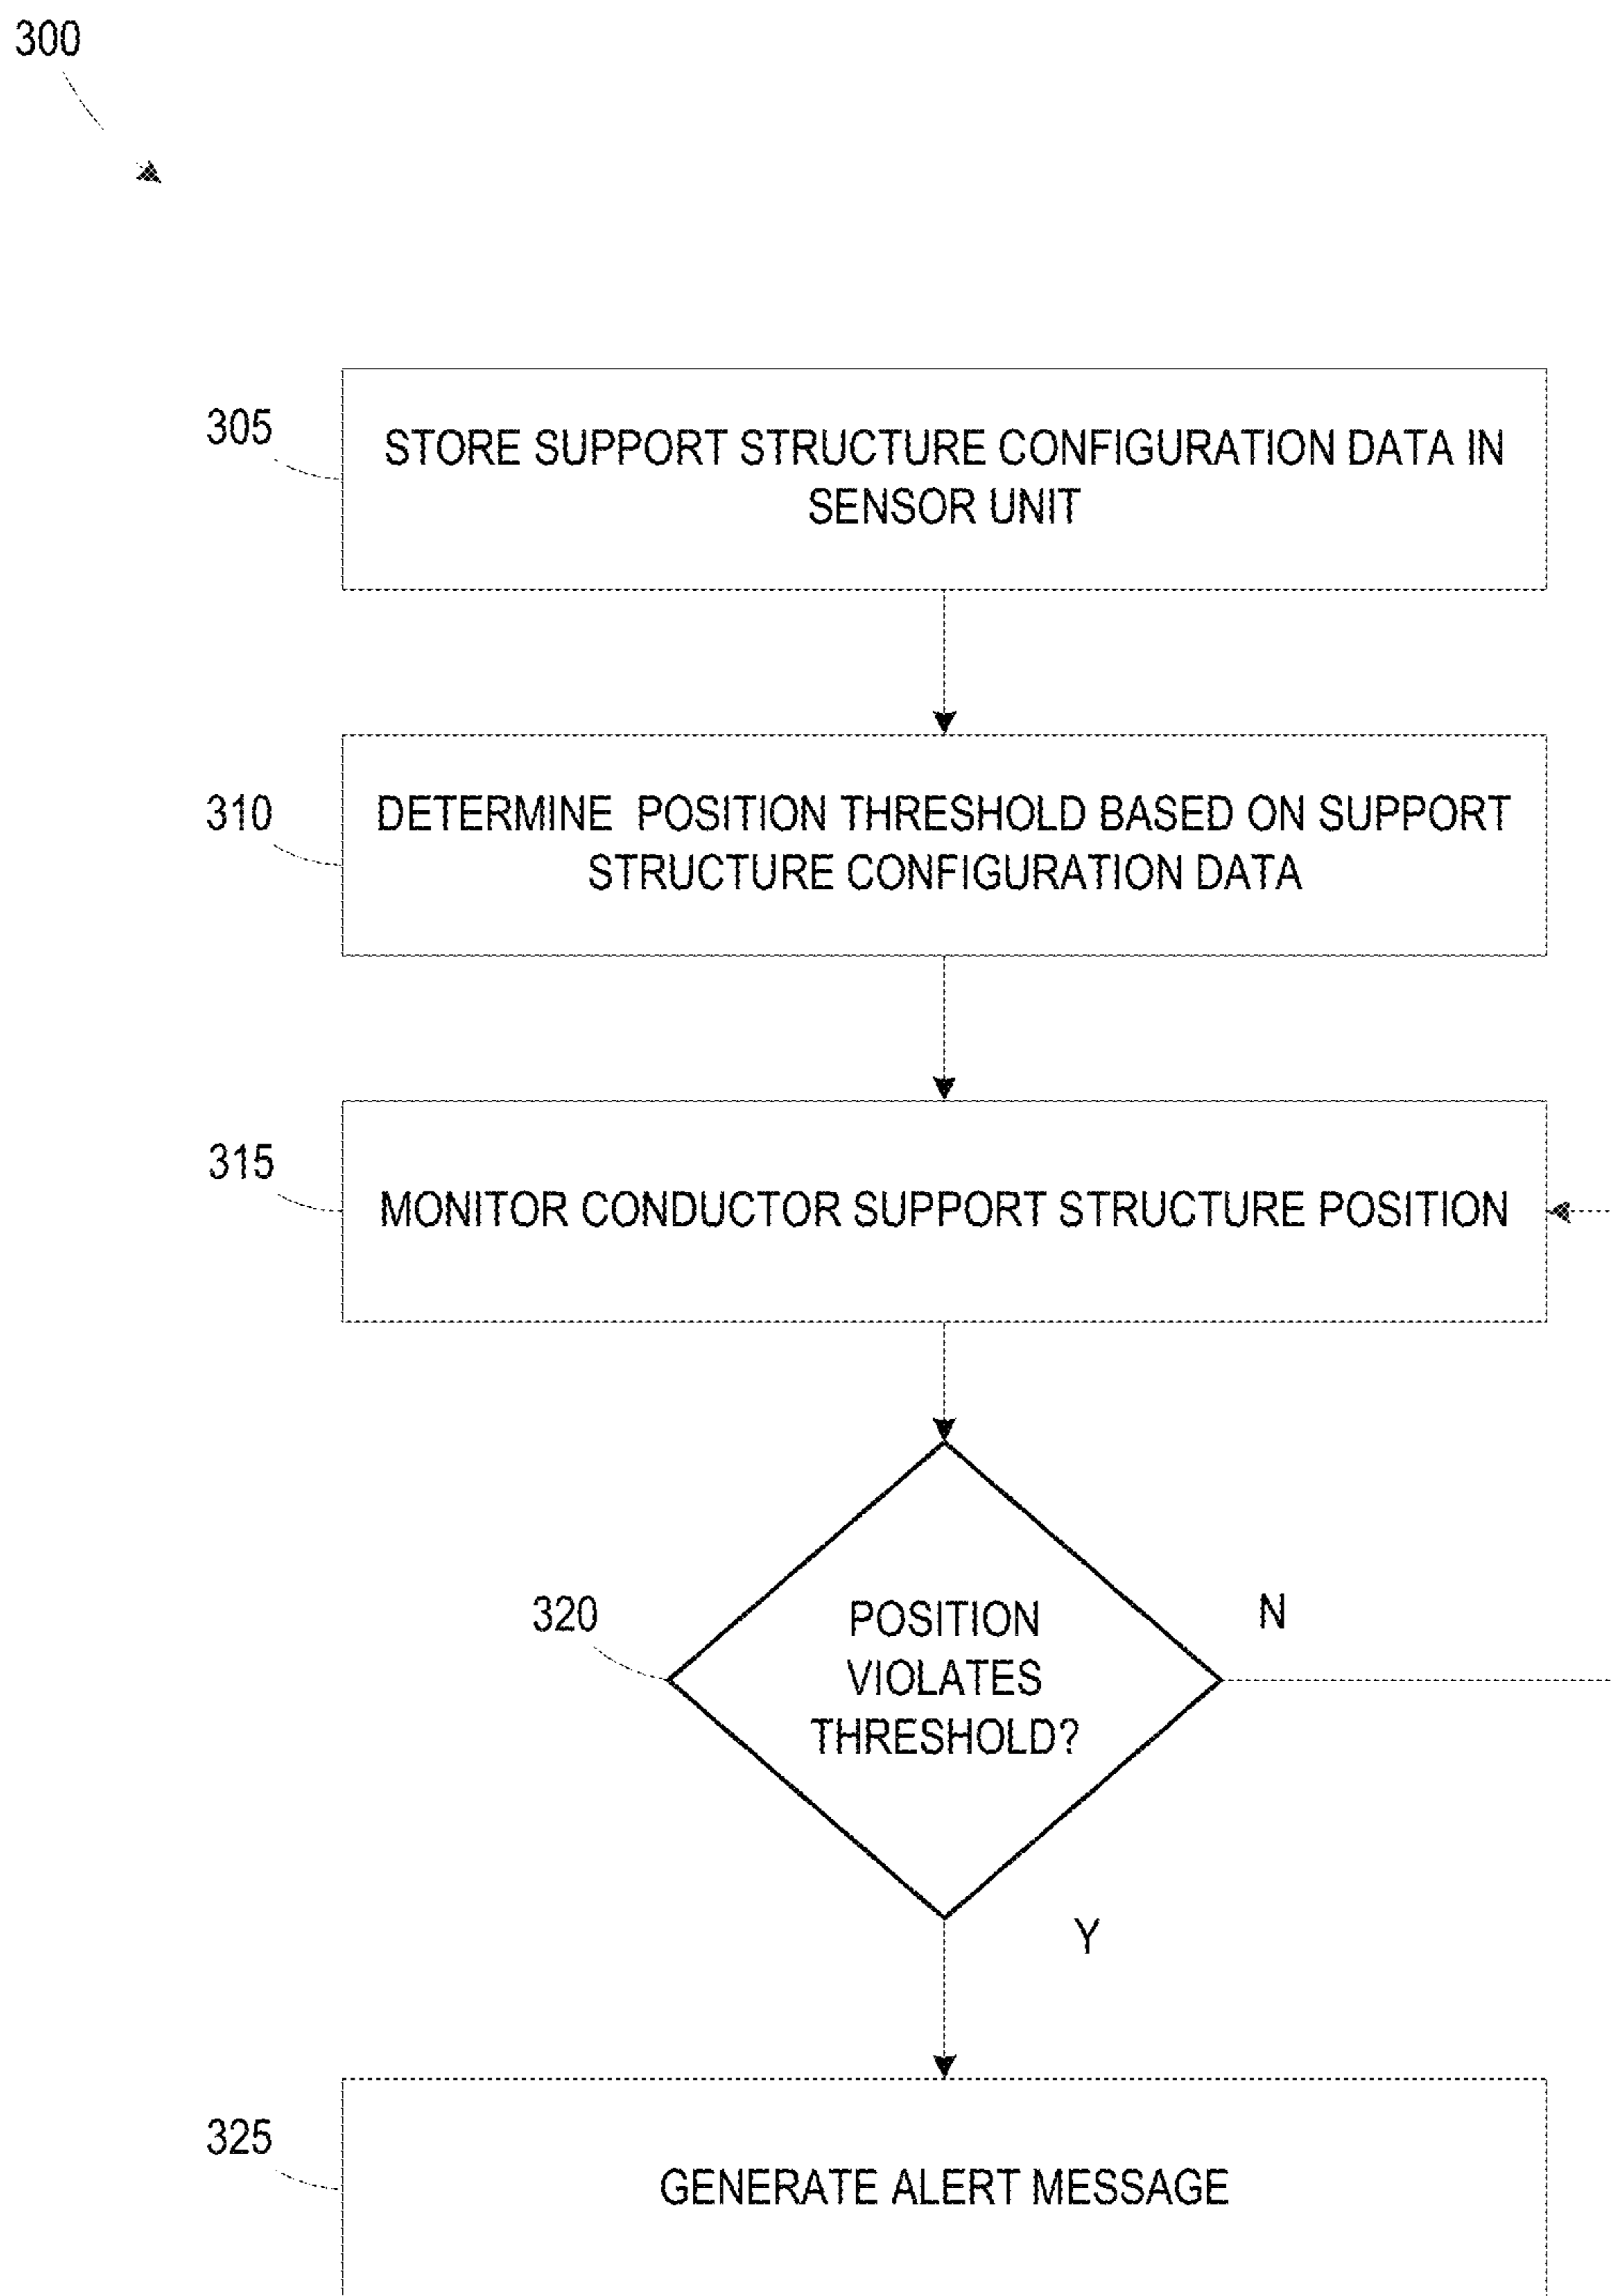 300
305
STORE SUPPORT STRUCTURE CONFIGURATION DATA IN
SENSOR UNIT
310
DETERMINE POSITION THRESHOLD BASED ON SUPPORT
STRUCTURE CONFIGURATION DATA
315
MONITOR CONDUCTOR SUPPORT STRUCTURE POSITION
320
POSITION
VIOLATES
THRESHOLD?
N
Y
325
GENERATE ALERT MESSAGE